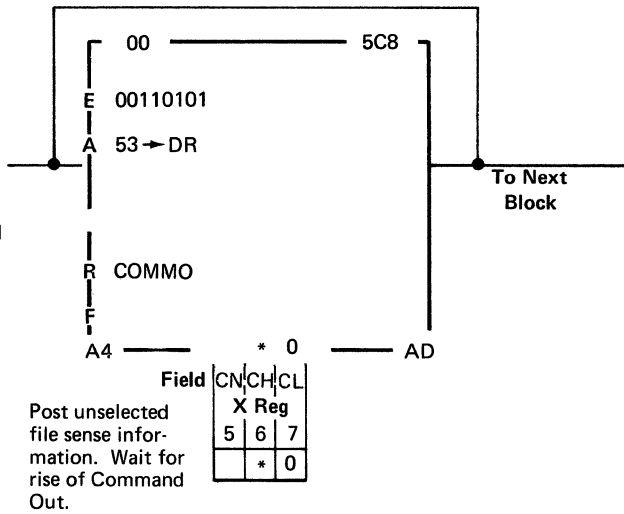 00 5C8
E 00110101
A 53 → DR
To Next
Block
R COMMO
F
A4 * 0 AD
Field CN CH CL
X Reg
5 6 7
* 0
Post unselected
file sense infor-
mation. Wait for
rise of Command
Out.